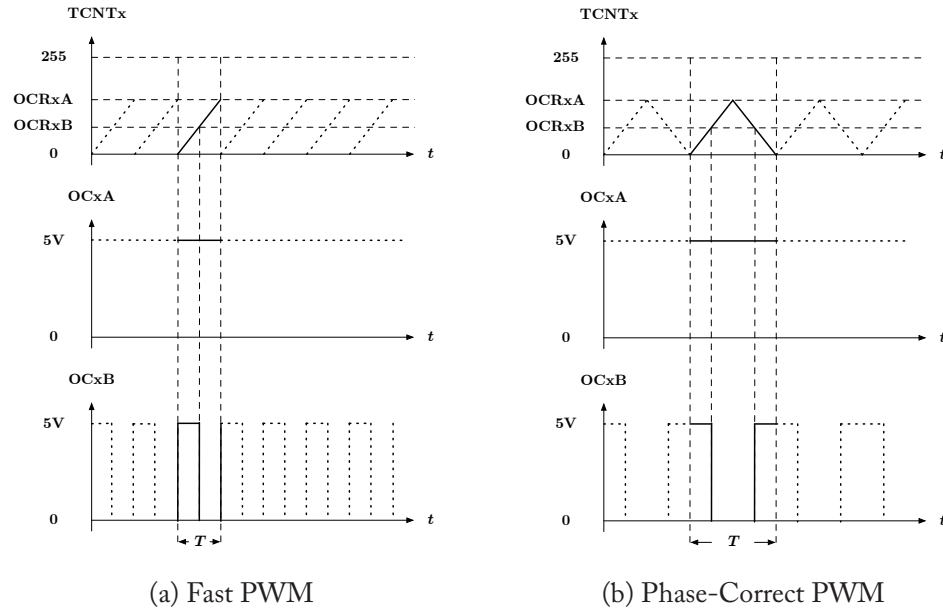 TCNTx
255
OCRxA
OCRxB
0
t
OCxA
5V
0
t
OCxB
5V
0
t
T
(a) Fast PWM
TCNTx
255
OCRxA
OCRxB
0
t
OCxA
5V
0
t
OCxB
5V
0
t
T
(b) Phase-Correct PWM